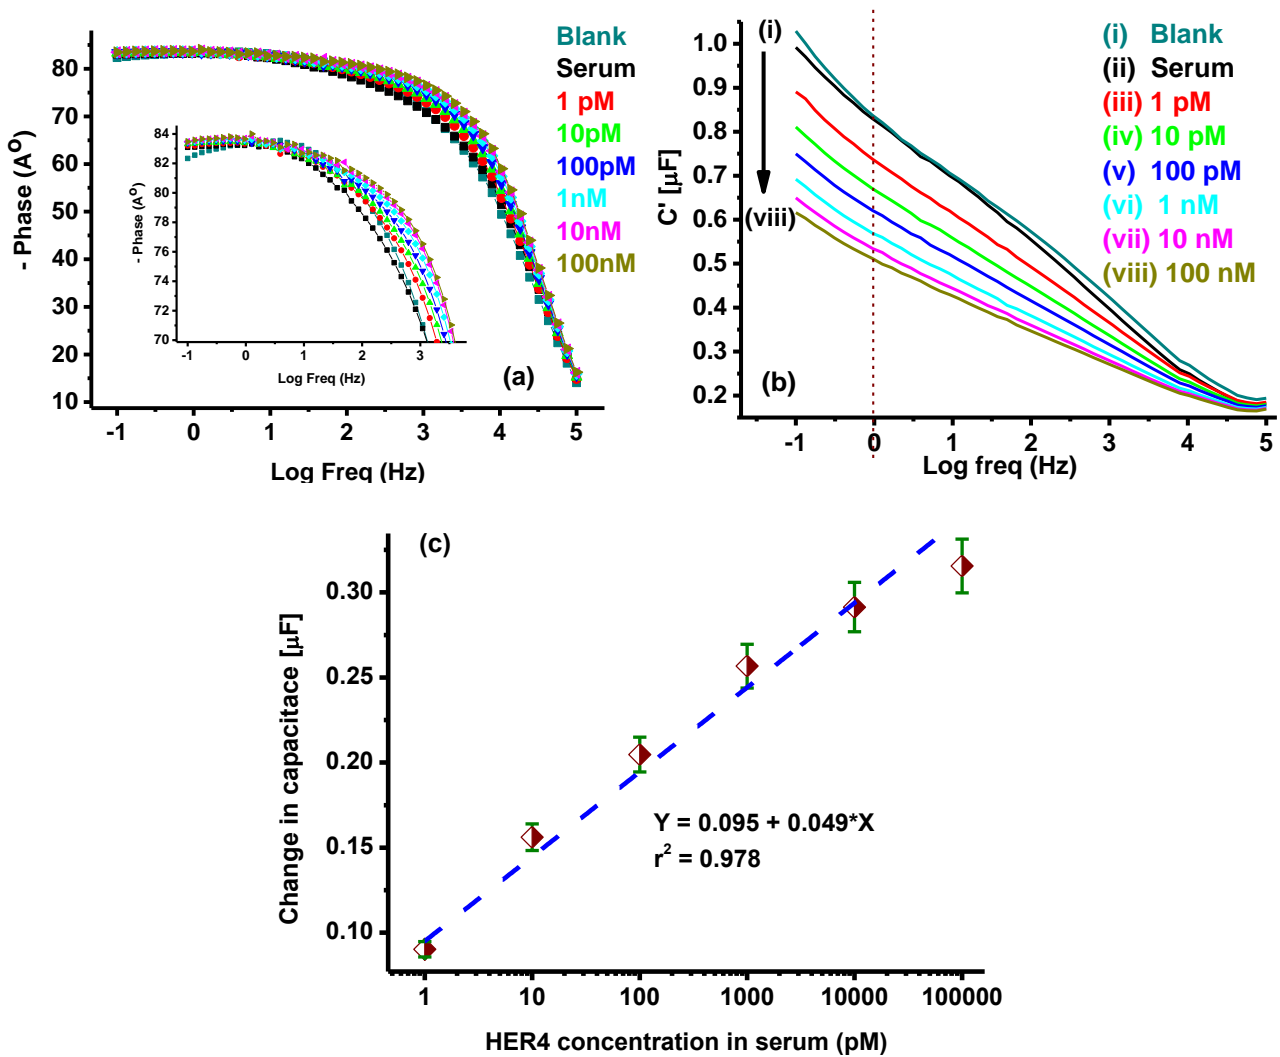 Blank
Serum
1 pM
10pM
100pM
1nM
10nM
100nM
- Phase (A°)
80
70
60
50
40
30
20
10
-1 0 1 2 3 4 5
Log Freq (Hz)
(a)
- Phase (A°)
84
82
80
78
76
74
72
70
-1 0 1 2 3
Log Freq (Hz)
(i)
(viii)
(i) Blank
(ii) Serum
(iii) 1 pM
(iv) 10 pM
(v) 100 pM
(vi) 1 nM
(vii) 10 nM
(viii) 100 nM
C' [μF]
1.0
0.9
0.8
0.7
0.6
0.5
0.4
0.3
0.2
(b)
-1 0 1 2 3 4 5
Log freq (Hz)
(c)
Change in capacitace [μF]
0.30
0.25
0.20
0.15
0.10
Y = 0.095 + 0.049*X
r² = 0.978
1 10 100 1000 10000 100000
HER4 concentration in serum (pM)